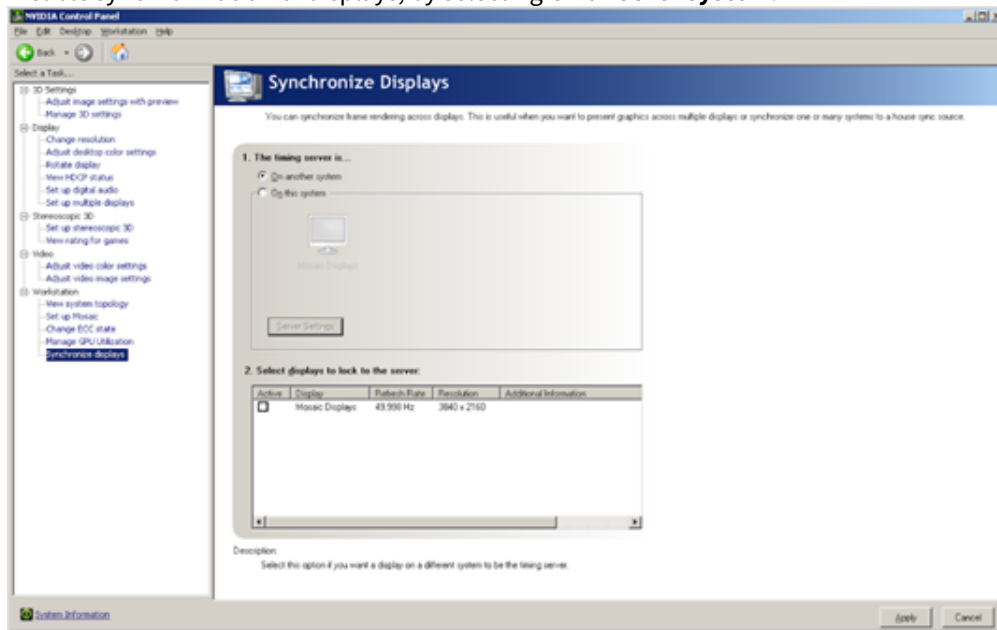 NVIDIA Control Panel
File Edit Desktop Workstation Help
Back
Select a Task...
3D Settings
Adjust image settings with preview
Manage 3D settings
Display
Change resolution
Adjust desktop color settings
Rotate display
View HDCP status
Set up digital audio
Set up multiple displays
Stereoscopic 3D
Set up stereoscopic 3D
View rating for games
Video
Adjust video color settings
Adjust video image settings
Workstation
View system topology
Set up Mosaic
Change ECC state
Manage GPU Utilization
Synchronize displays
System Information
Synchronize Displays
You can synchronize frame rendering across displays. This is useful when you want to present graphics across multiple displays or synchronize one or many systems to a house sync source.
1. The timing server is...
On another system
On this system
Mosaic Displays
Server Settings
2. Select displays to lock to the server:
Active Display Refresh Rate Resolution Additional Information
Mosaic Displays 49.998 Hz 3840 x 2160
Description:
Select this option if you want a display on a different system to be the timing server.
Apply Cancel